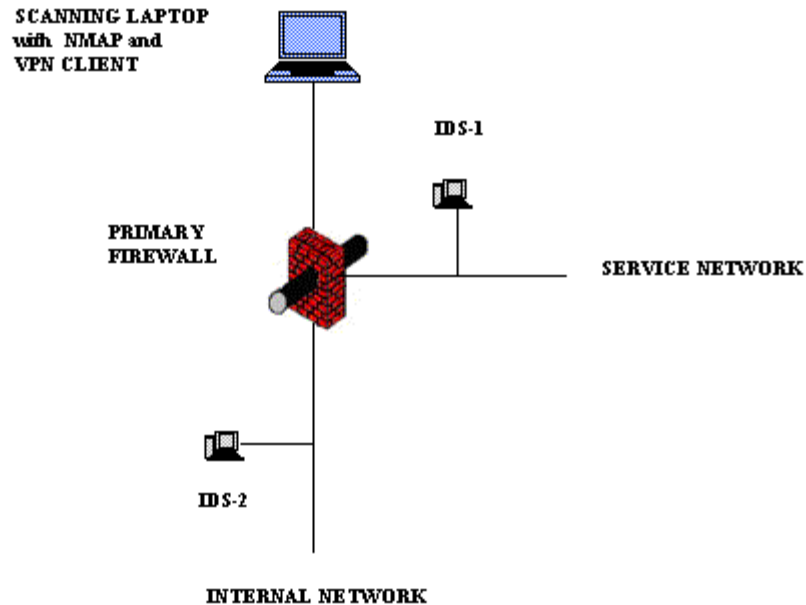 SCANNING LAPTOP
with NMAP and
VPN CLIENT
IDS-1
PRIMARY
FIREWALL
SERVICE NETWORK
IDS-2
INTERNAL NETWORK